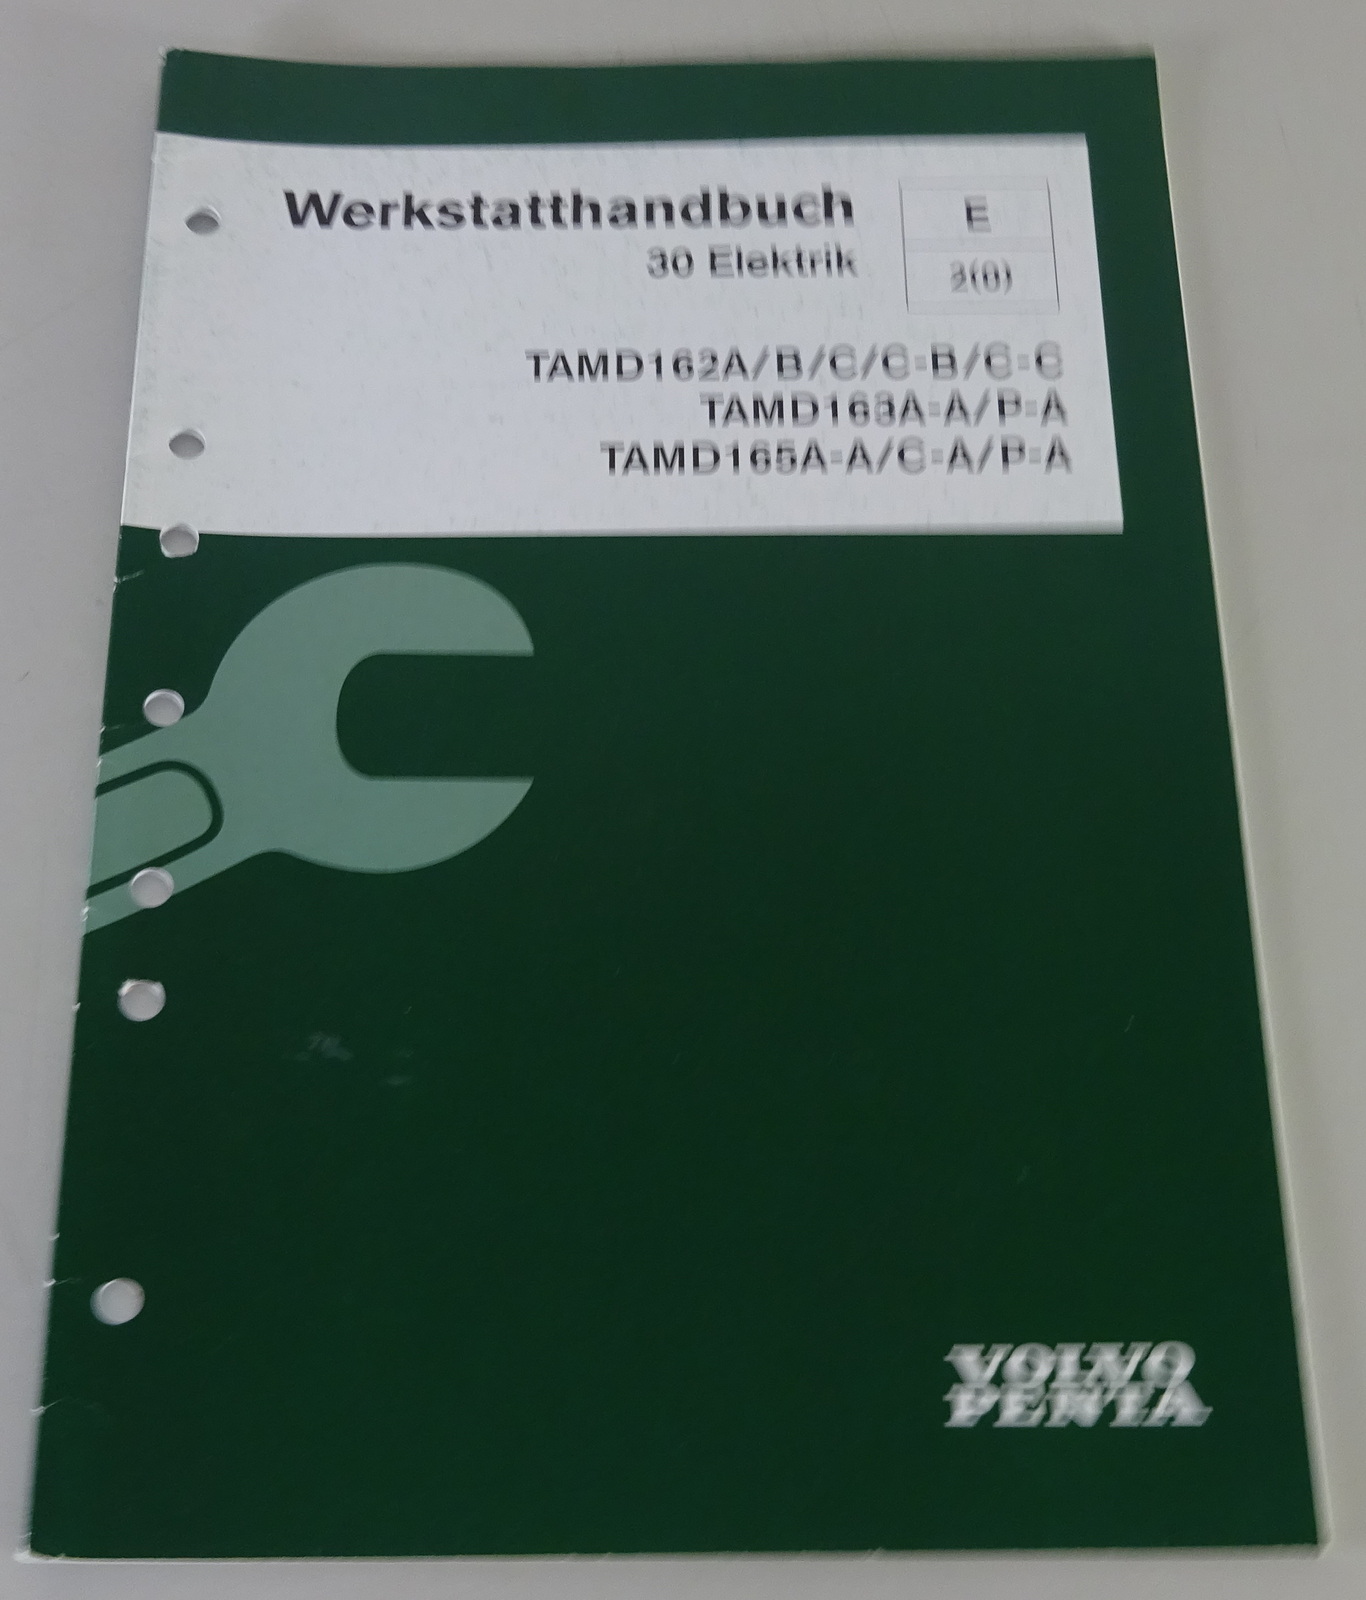 Werkstatthandbuch
30 Elektrik
E
2(0)
TAMD162A/B/C/C-B/C-C
TAMD163A-A/P-A
TAMD165A-A/C-A/P-A
VOLVO
PENTA